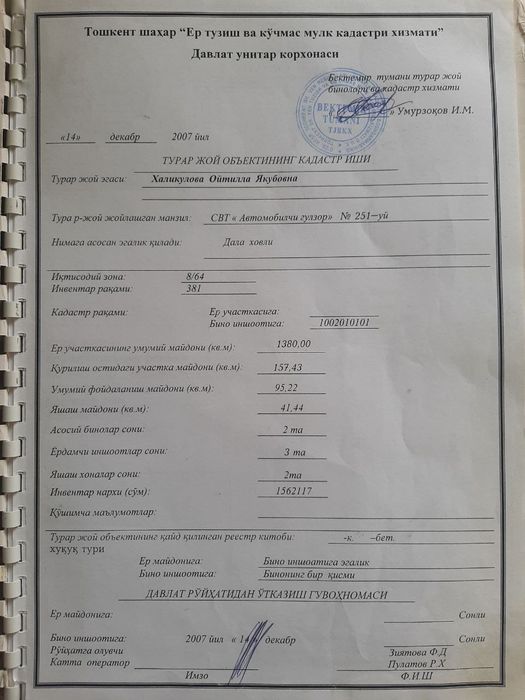 Тошкент шаҳар “Ер тузиш ва кўчмас мулк кадастри хизмати”
Давлат унитар корхонаси
Бектемир тумани турар жой
бинолари ва кадастр хизмати
« » Умурзоқов И.М.
ТУМАНИ
ТЈБКХ
«14» декабр 2007 йил
ТУРАР ЖОЙ ОБЪЕКТИНИНГ КАДАСТР ИШИ
Турар жой эгаси: Халикулова Ойтилла Якубовна
Тура р-жой жойлашган манзил: СВТ « Автомобилчи гулзор» № 251–уй
Нимага асосан эгалик қилади: Дала ховли
Иқтисодий зона: 8/64
Инвентар рақами: 381
Кадастр рақами: Ер участкасига:
Бино иншоотига: 1002010101
Ер участкасининг умумий майдони (кв.м): 1380,00
Қурилиш остидаги участка майдони (кв.м) 157,43
Умумий фойдаланиш майдони (кв.м): 95,22
Яшаш майдони (кв.м): 41,44
Асосий бинолар сони: 2 та
Ёрдамчи иншоотлар сони: 3 та
Яшаш хоналар сони: 2та
Инвентар нархи (сўм): 1562117
Қўшимча маълумотлар:
Турар жой объектининг қайд қилинган реестр китоби: -к. –бет.
хуқуқ тури
Ер майдонига: Бино иншоатига эгалик
Бино иншоотига: Бинонинг бир қисми
ДАВЛАТ РЎЙХАТИДАН ЎТКАЗИШ ГУВОҲНОМАСИ
Ер майдонига: Сонли
Бино иншоотига: 2007 йил «14» декабр Сонли
Рўйхатга олувчи Зиятова Ф.Д
Катта оператор Пулатов Р.Х
Имзо Ф.И.Ш